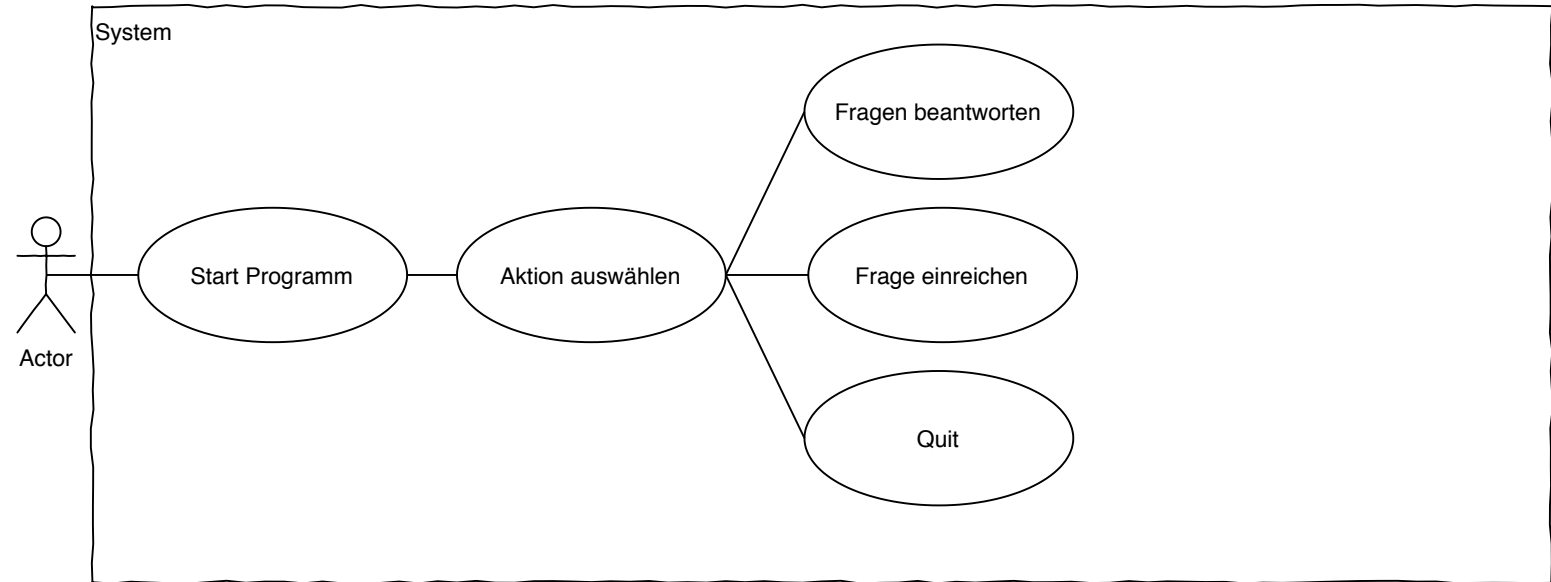 System
Fragen beantworten
Start Programm
Aktion auswählen
Frage einreichen
Actor
Quit